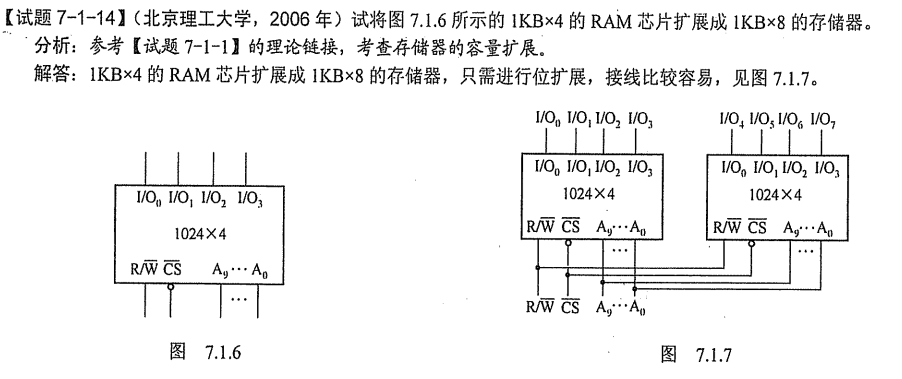 【试题 7-1-14】（北京理工大学，2006 年）试将图 7.1.6 所示的 1KB×4 的 RAM 芯片扩展成 1KB×8 的存储器。
分析：参考【试题 7-1-1】的理论链接，考查存储器的容量扩展。
解答：1KB×4 的 RAM 芯片扩展成 1KB×8 的存储器，只需进行位扩展，接线比较容易，见图 7.1.7。
I/O₀ I/O₁ I/O₂ I/O₃
1024×4
R/W̅ C̅S̅ A₉⋯A₀
⋯
图 7.1.6
I/O₀ I/O₁ I/O₂ I/O₃
I/O₀ I/O₁ I/O₂ I/O₃
1024×4
R/W̅ C̅S̅ A₉⋯A₀
⋯
R/W̅ C̅S̅ A₉⋯A₀
I/O₄ I/O₅ I/O₆ I/O₇
I/O₀ I/O₁ I/O₂ I/O₃
1024×4
R/W̅ C̅S̅ A₉⋯A₀
⋯
图 7.1.7